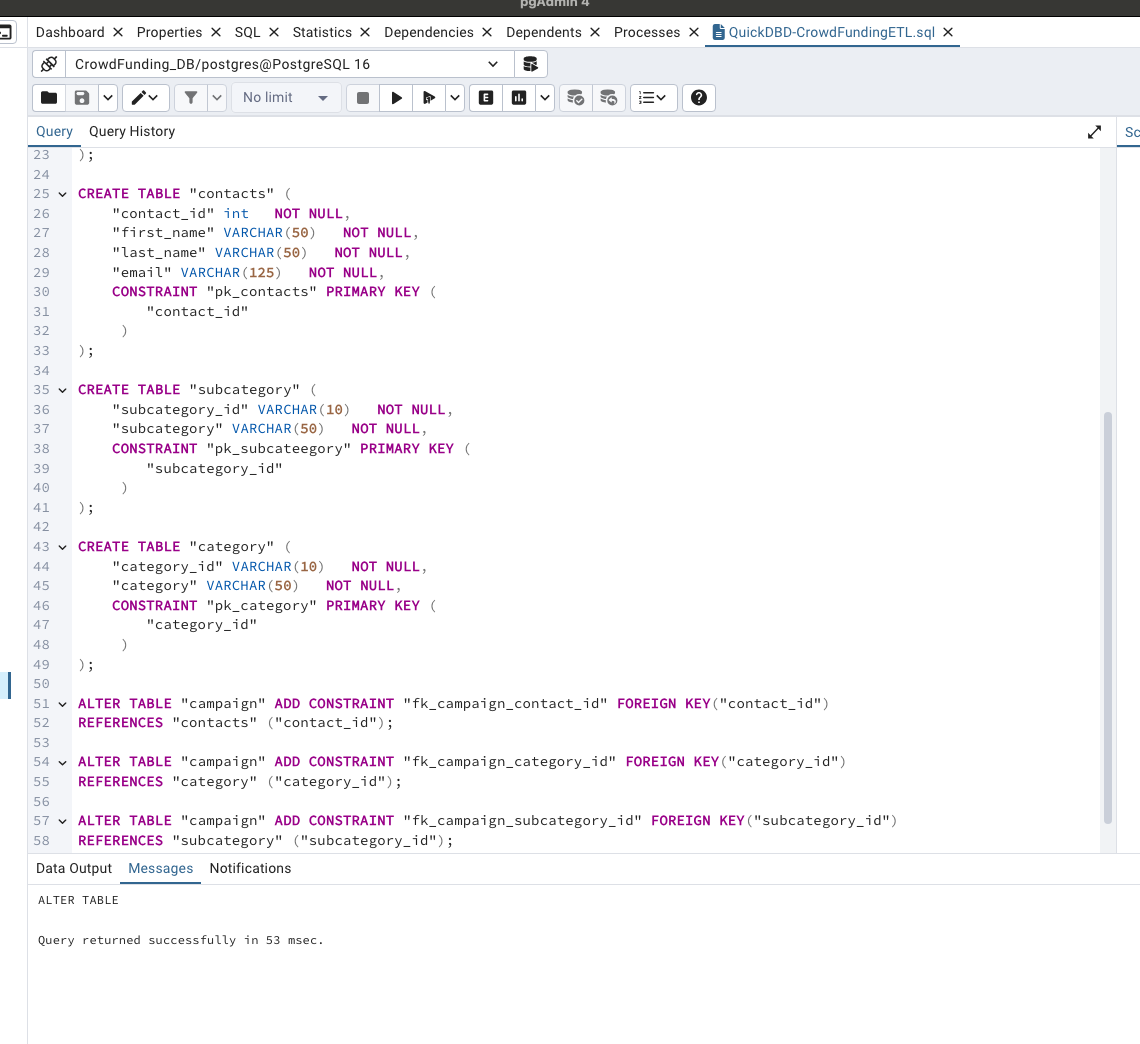 pgAdmin 4
Dashboard Properties SQL Statistics Dependencies Dependents Processes QuickDBD-CrowdFundingETL.sql
CrowdFunding_DB/postgres@PostgreSQL 16
No limit
Query Query History
Sc
23 );
24
25 CREATE TABLE "contacts" (
26 "contact_id" int NOT NULL,
27 "first_name" VARCHAR(50) NOT NULL,
28 "last_name" VARCHAR(50) NOT NULL,
29 "email" VARCHAR(125) NOT NULL,
30 CONSTRAINT "pk_contacts" PRIMARY KEY (
31 "contact_id"
32 )
33 );
34
35 CREATE TABLE "subcategory" (
36 "subcategory_id" VARCHAR(10) NOT NULL,
37 "subcategory" VARCHAR(50) NOT NULL,
38 CONSTRAINT "pk_subcateegory" PRIMARY KEY (
39 "subcategory_id"
40 )
41 );
42
43 CREATE TABLE "category" (
44 "category_id" VARCHAR(10) NOT NULL,
45 "category" VARCHAR(50) NOT NULL,
46 CONSTRAINT "pk_category" PRIMARY KEY (
47 "category_id"
48 )
49 );
50
51 ALTER TABLE "campaign" ADD CONSTRAINT "fk_campaign_contact_id" FOREIGN KEY("contact_id")
52 REFERENCES "contacts" ("contact_id");
53
54 ALTER TABLE "campaign" ADD CONSTRAINT "fk_campaign_category_id" FOREIGN KEY("category_id")
55 REFERENCES "category" ("category_id");
56
57 ALTER TABLE "campaign" ADD CONSTRAINT "fk_campaign_subcategory_id" FOREIGN KEY("subcategory_id")
58 REFERENCES "subcategory" ("subcategory_id");
Data Output Messages Notifications
ALTER TABLE
Query returned successfully in 53 msec.